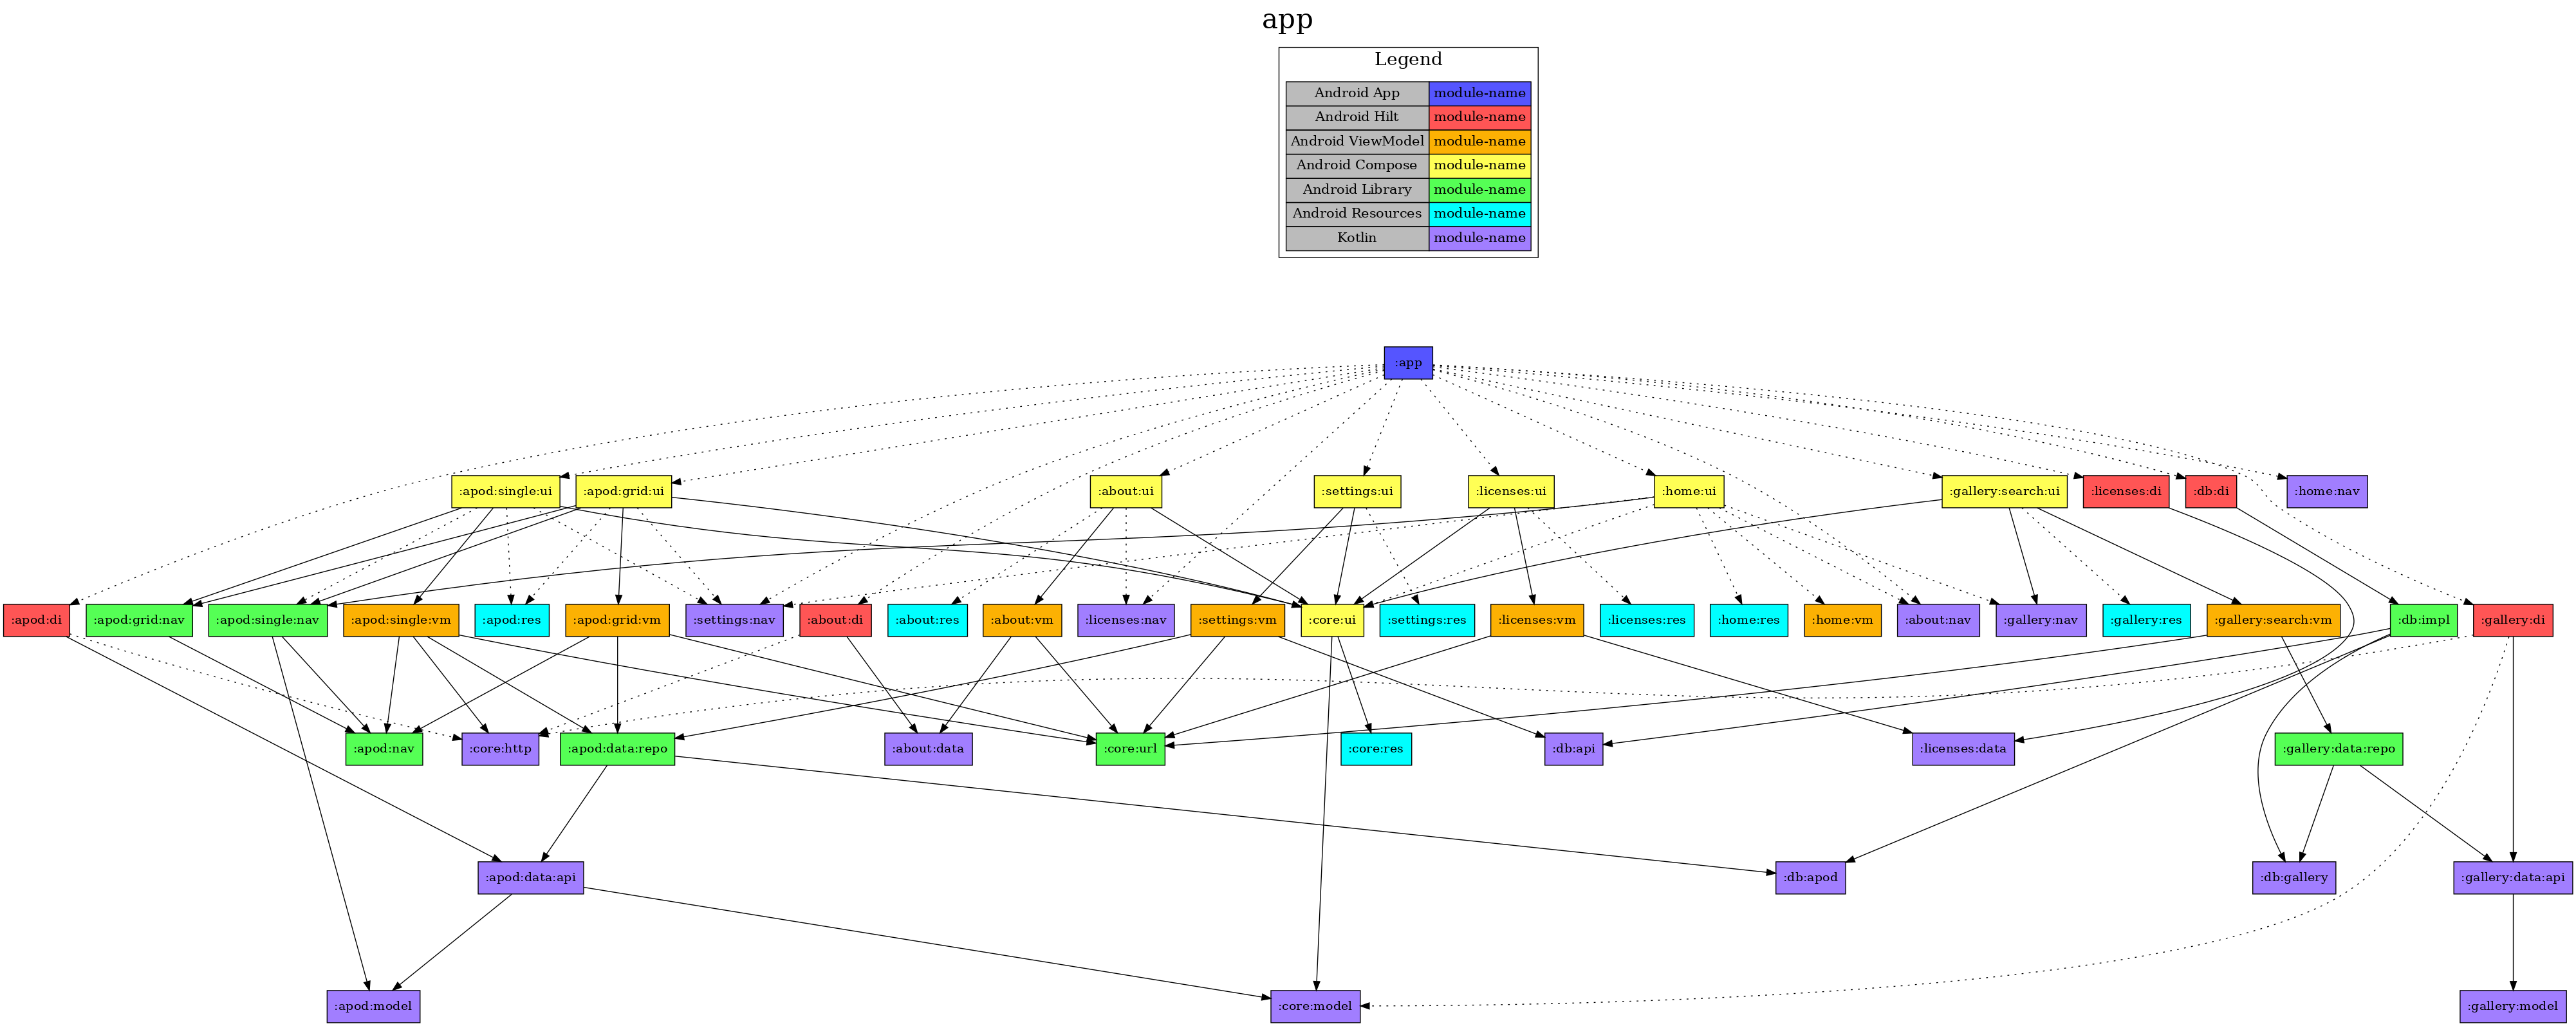 app
Legend
Android App module-name
Android Hilt module-name
Android ViewModel module-name
Android Compose module-name
Android Library module-name
Android Resources module-name
Kotlin module-name
:app
:apod:single:ui :apod:grid:ui :about:ui :settings:ui :licenses:ui :home:ui :gallery:search:ui :licenses:di :db:di :home:nav
:apod:di :apod:grid:nav :apod:single:nav :apod:single:vm :apod:res :apod:grid:vm :settings:nav :about:di :about:res :about:vm :licenses:nav :settings:vm :core:ui :settings:res :licenses:vm :licenses:res :home:res :home:vm :about:nav :gallery:nav :gallery:res :gallery:search:vm :db:impl :gallery:di
:apod:nav :core:http :apod:data:repo :about:data :core:url :core:res :db:api :licenses:data :gallery:data:repo
:apod:data:api :db:apod :db:gallery :gallery:data:api
:apod:model :core:model :gallery:model